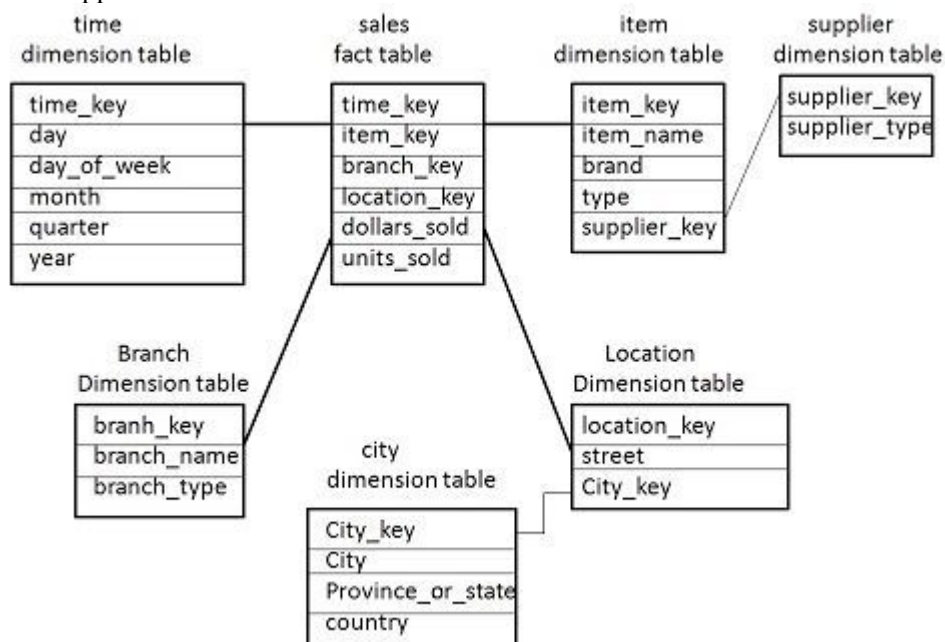 time
dimension table
time_key
day
day_of_week
month
quarter
year
sales
fact table
time_key
item_key
branch_key
location_key
dollars_sold
units_sold
item
dimension table
item_key
item_name
brand
type
supplier_key
supplier
dimension table
supplier_key
supplier_type
Branch
Dimension table
branh_key
branch_name
branch_type
city
dimension table
City_key
City
Province_or_state
country
Location
Dimension table
location_key
street
City_key